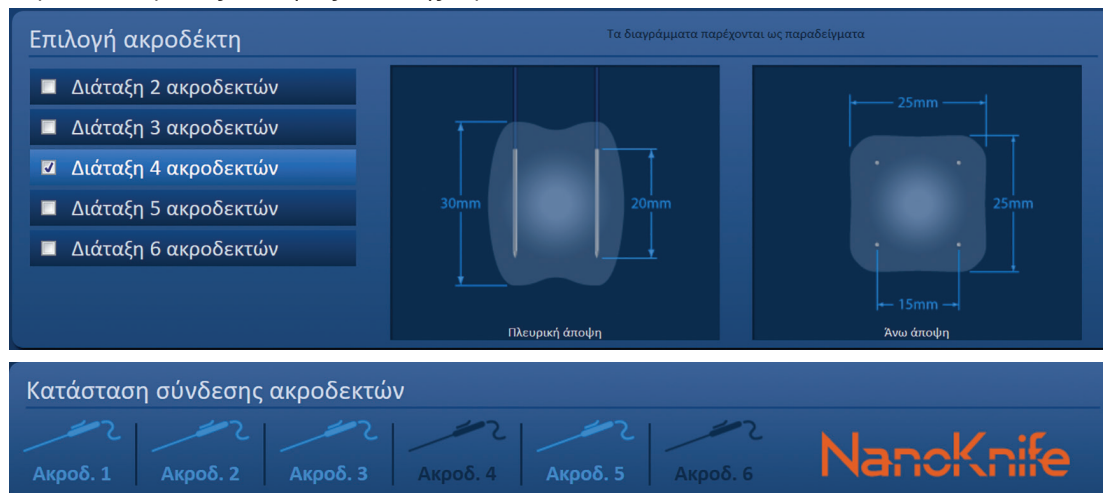 Επιλογή ακροδέκτη
Τα διαγράμματα παρέχονται ως παραδείγματα
Διάταξη 2 ακροδεκτών
Διάταξη 3 ακροδεκτών
Διάταξη 4 ακροδεκτών
Διάταξη 5 ακροδεκτών
Διάταξη 6 ακροδεκτών
30mm
20mm
Πλευρική άποψη
25mm
25mm
15mm
Άνω άποψη
Κατάσταση σύνδεσης ακροδεκτών
Ακροδ. 1
Ακροδ. 2
Ακροδ. 3
Ακροδ. 4
Ακροδ. 5
Ακροδ. 6
NanoKnife